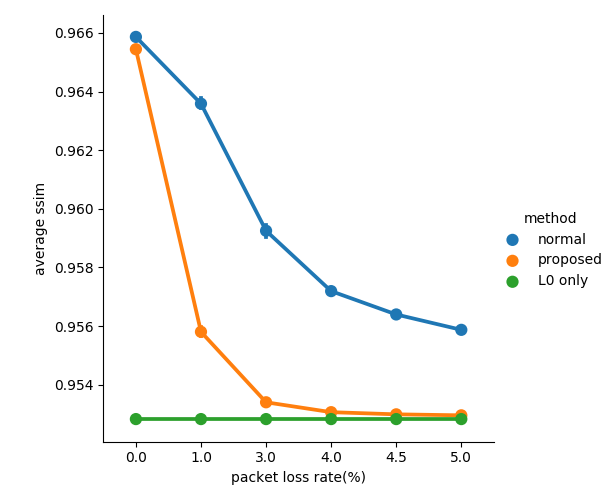 0.966
0.964
0.962
0.960
0.958
0.956
0.954
average ssim
0.0 1.0 3.0 4.0 4.5 5.0
packet loss rate(%)
method
normal
proposed
L0 only